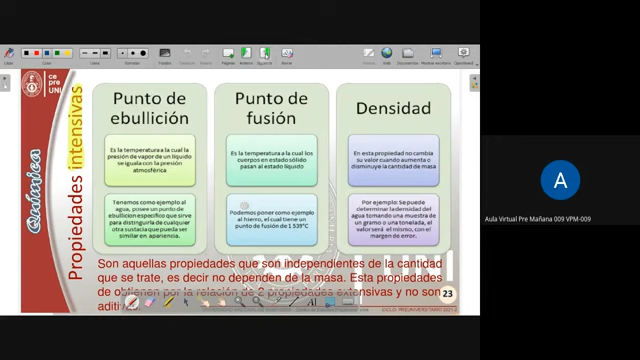 ce
pre
UNI
Química
Propiedades intensivas
Punto de
ebullición
Es la temperatura a la cual la
presión de vapor de un líquido
se iguala con la presión
atmosférica
Tenemos como ejemplo al
agua, posee un punto de
ebullicion específico que sirve
para distinguirla de cualquier
otra sustacia que pueda ser
similar en apariencia.
Punto de
fusión
Es la temperatura a la cual los
cuerpos en estado sólido
pasan al estado líquido
Podemos poner como ejemplo
al hierro, el cual tiene un
punto de fusión de 1 539°C
Densidad
En esta propiedad no cambia
su valor cuando aumenta o
disminuye la cantidad de masa
Por ejemplo: Se puede
determinar la densidad del
agua tomando una muestra de
un gramo o una tonelada, el
valor será el mismo, con el
margen de error.
Son aquellas propiedades que son independientes de la cantidad
que se trate, es decir no dependen de la masa. Esta propiedades
de obtienen por la relación de 2 propiedades extensivas y no son
23
A
Aula Virtual Pre Mañana 009 VPM-009